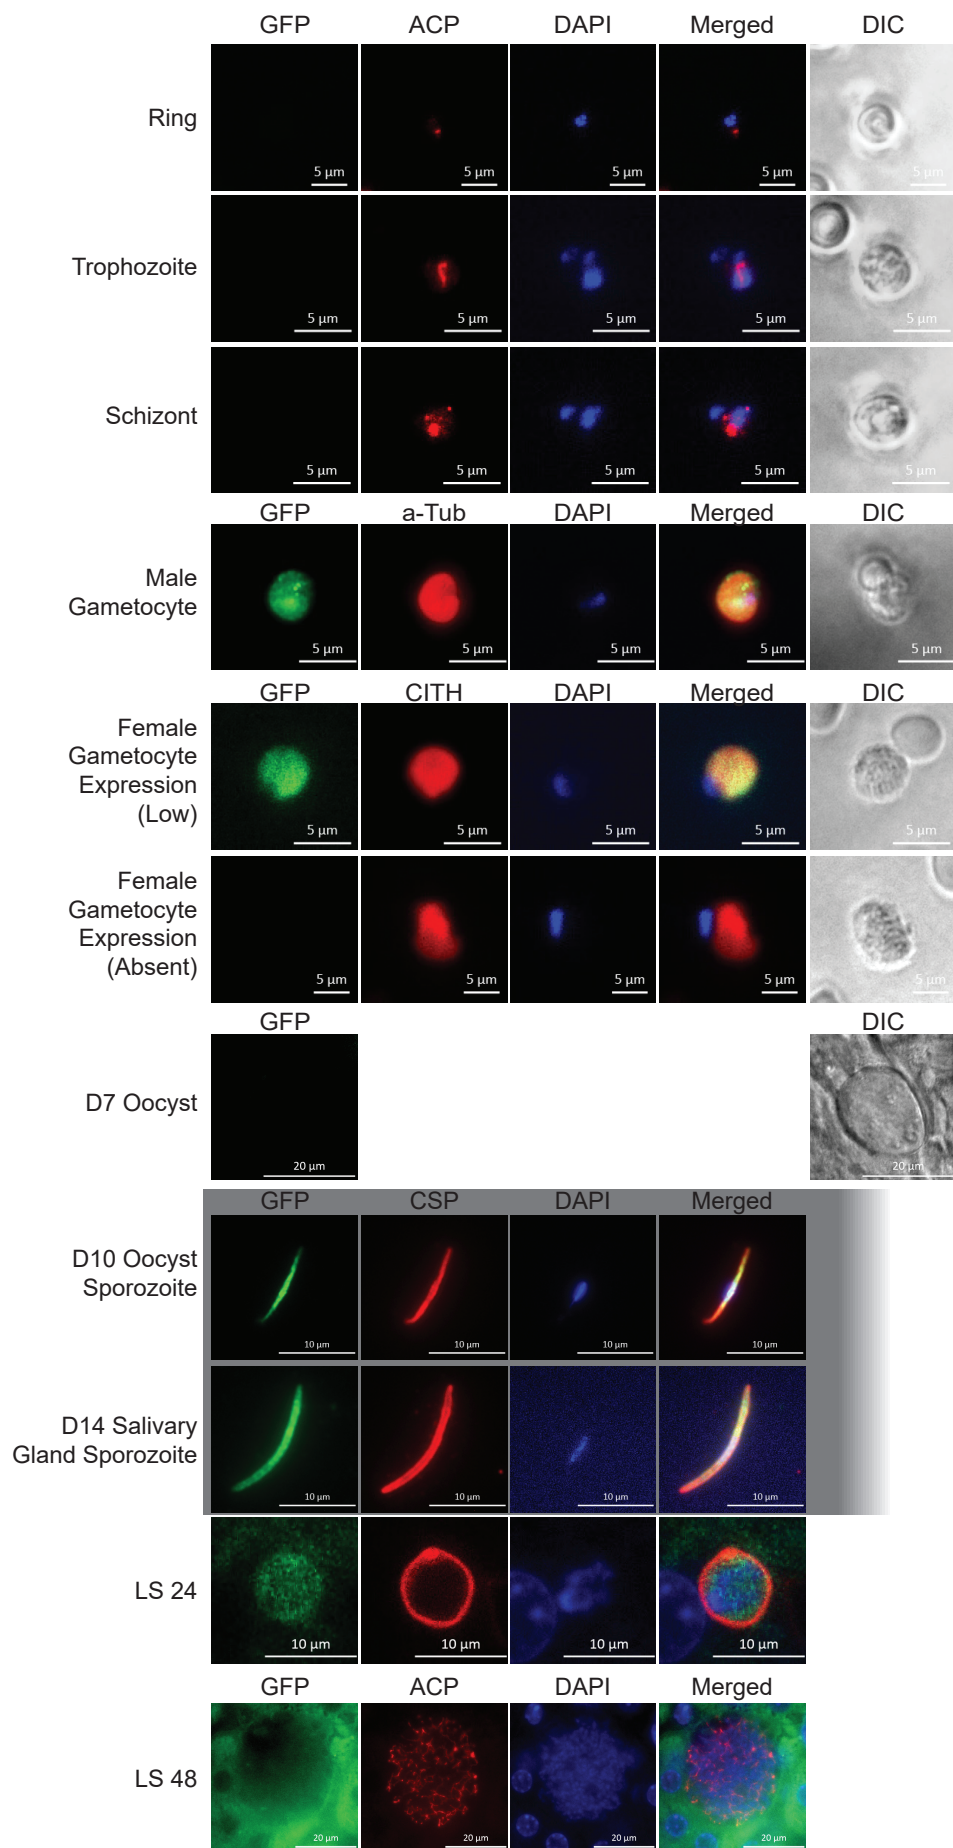 GFP ACP DAPI Merged DIC
Ring
5 µm 5 µm 5 µm 5 µm 5 µm
Trophozoite
5 µm 5 µm 5 µm 5 µm 5 µm
Schizont
5 µm 5 µm 5 µm 5 µm 5 µm
GFP a-Tub DAPI Merged DIC
Male
Gametocyte
5 µm 5 µm 5 µm 5 µm 5 µm
GFP CITH DAPI Merged DIC
Female
Gametocyte
Expression
(Low)
5 µm 5 µm 5 µm 5 µm 5 µm
Female
Gametocyte
Expression
(Absent)
5 µm 5 µm 5 µm 5 µm 5 µm
GFP DIC
D7 Oocyst
20 µm 20 µm
GFP CSP DAPI Merged
D10 Oocyst
Sporozoite
10 µm 10 µm 10 µm 10 µm
D14 Salivary
Gland Sporozoite
10 µm 10 µm 10 µm 10 µm
LS 24
10 µm 10 µm 10 µm 10 µm
GFP ACP DAPI Merged
LS 48
20 µm 20 µm 20 µm 20 µm